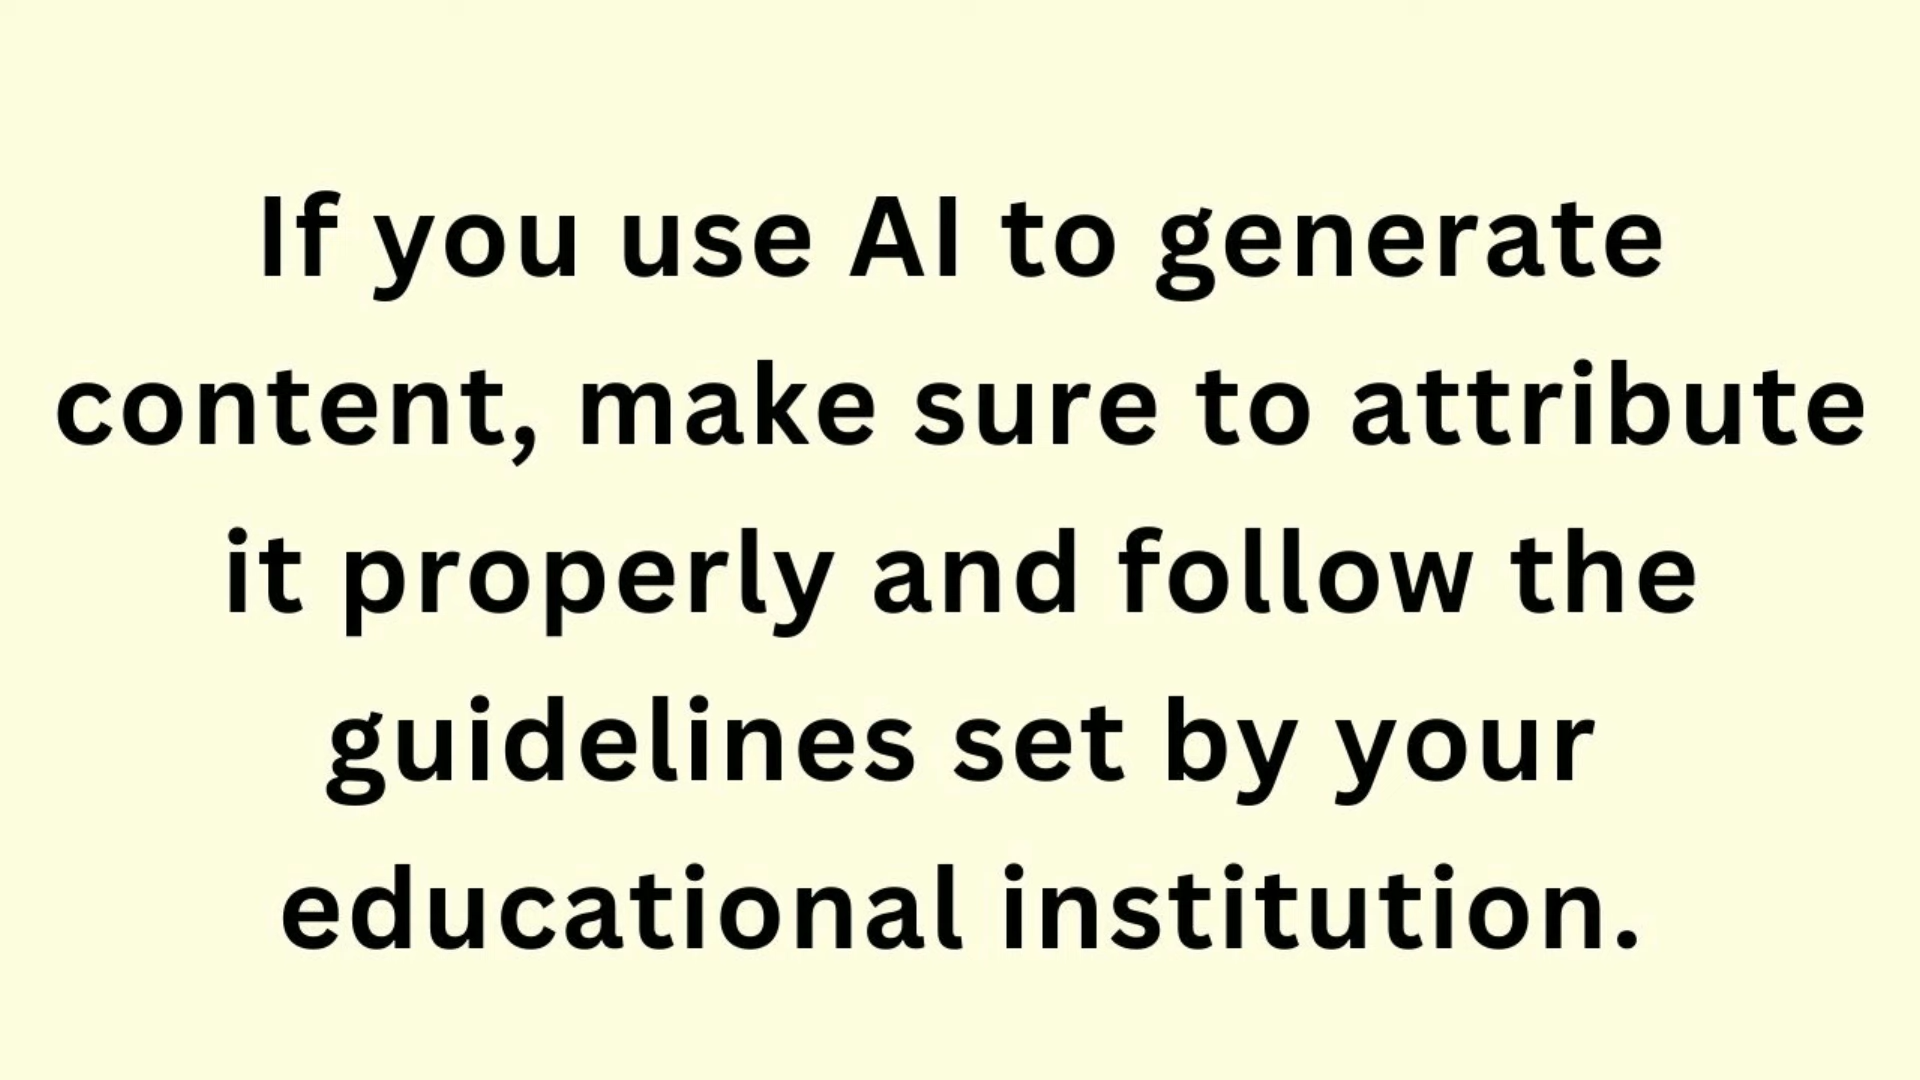 If you use AI to generate
content, make sure to attribute
it properly and follow the
guidelines set by your
educational institution.